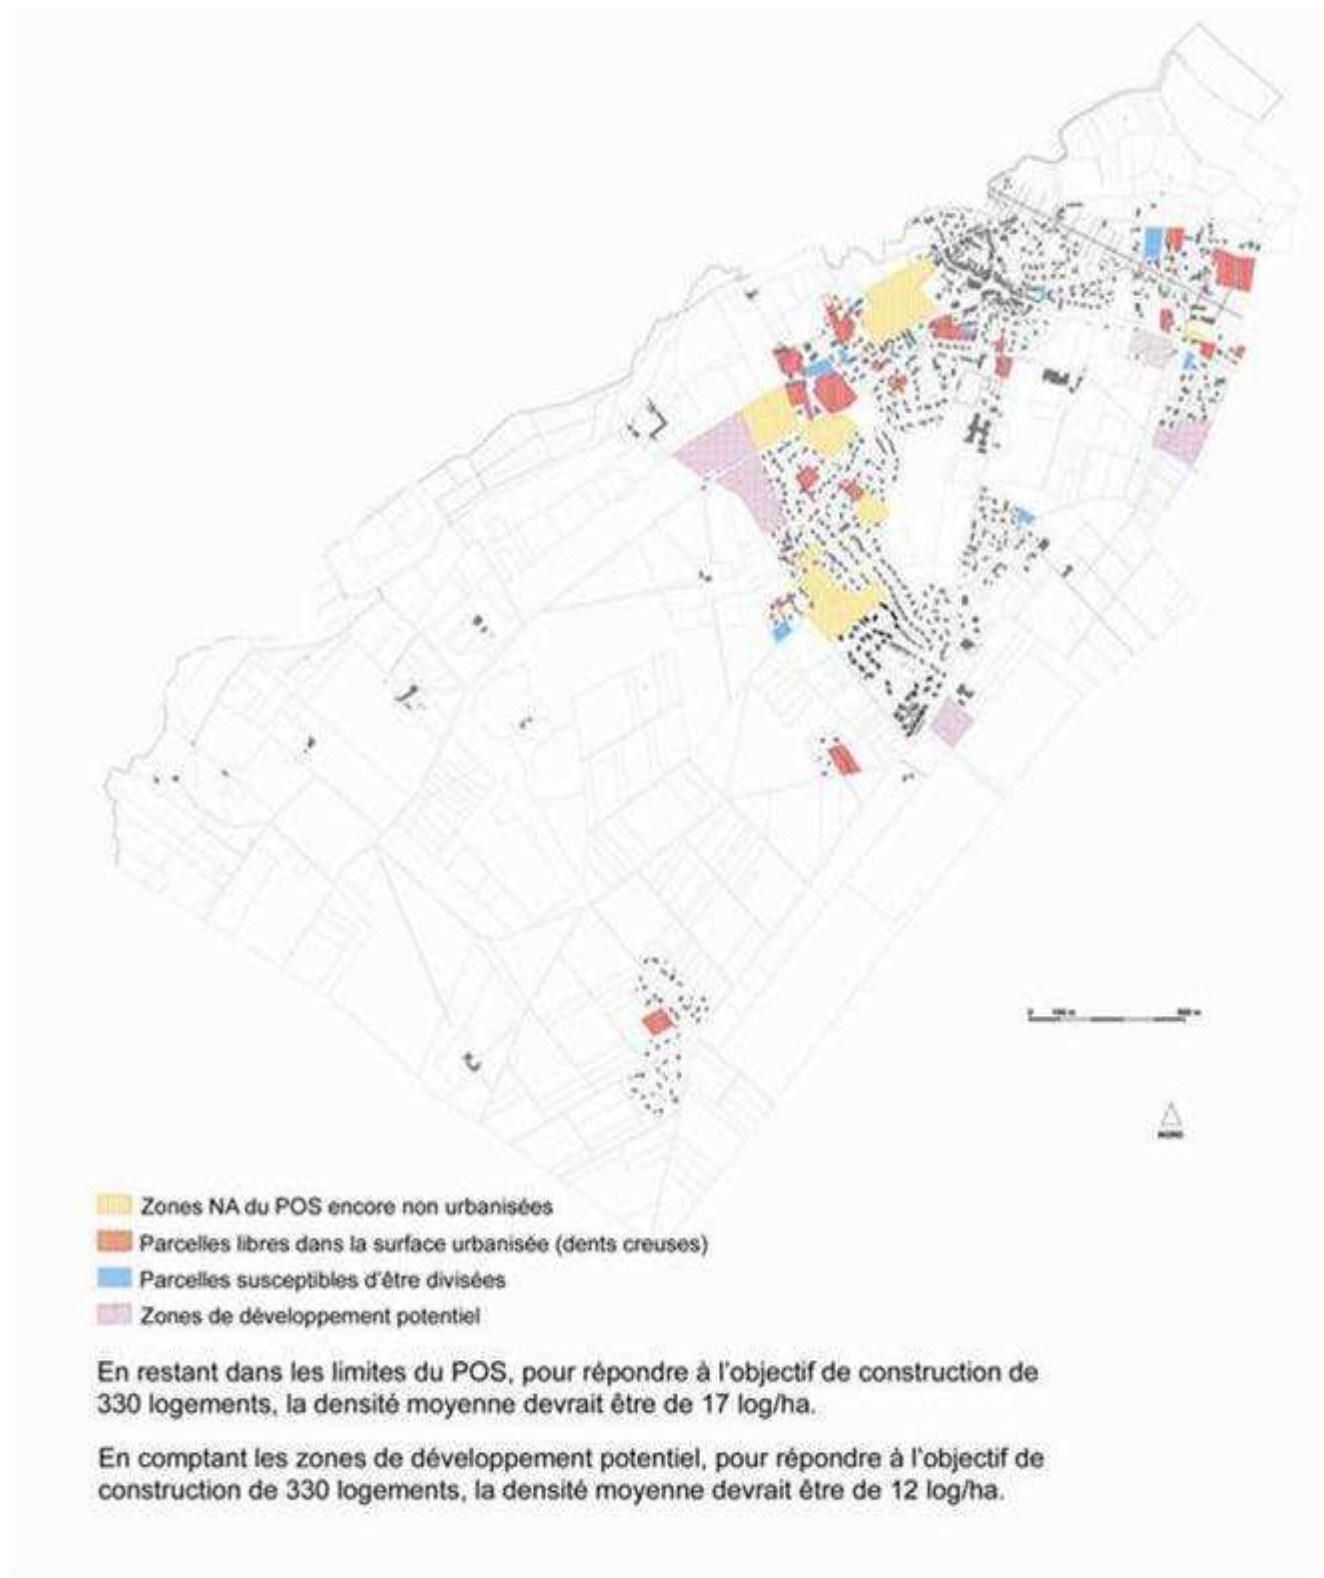 NORD
Zones NA du POS encore non urbanisées
Parcelles libres dans la surface urbanisée (dents creuses)
Parcelles susceptibles d'être divisées
Zones de développement potentiel
En restant dans les limites du POS, pour répondre à l'objectif de construction de
330 logements, la densité moyenne devrait être de 17 log/ha.
En comptant les zones de développement potentiel, pour répondre à l'objectif de
construction de 330 logements, la densité moyenne devrait être de 12 log/ha.